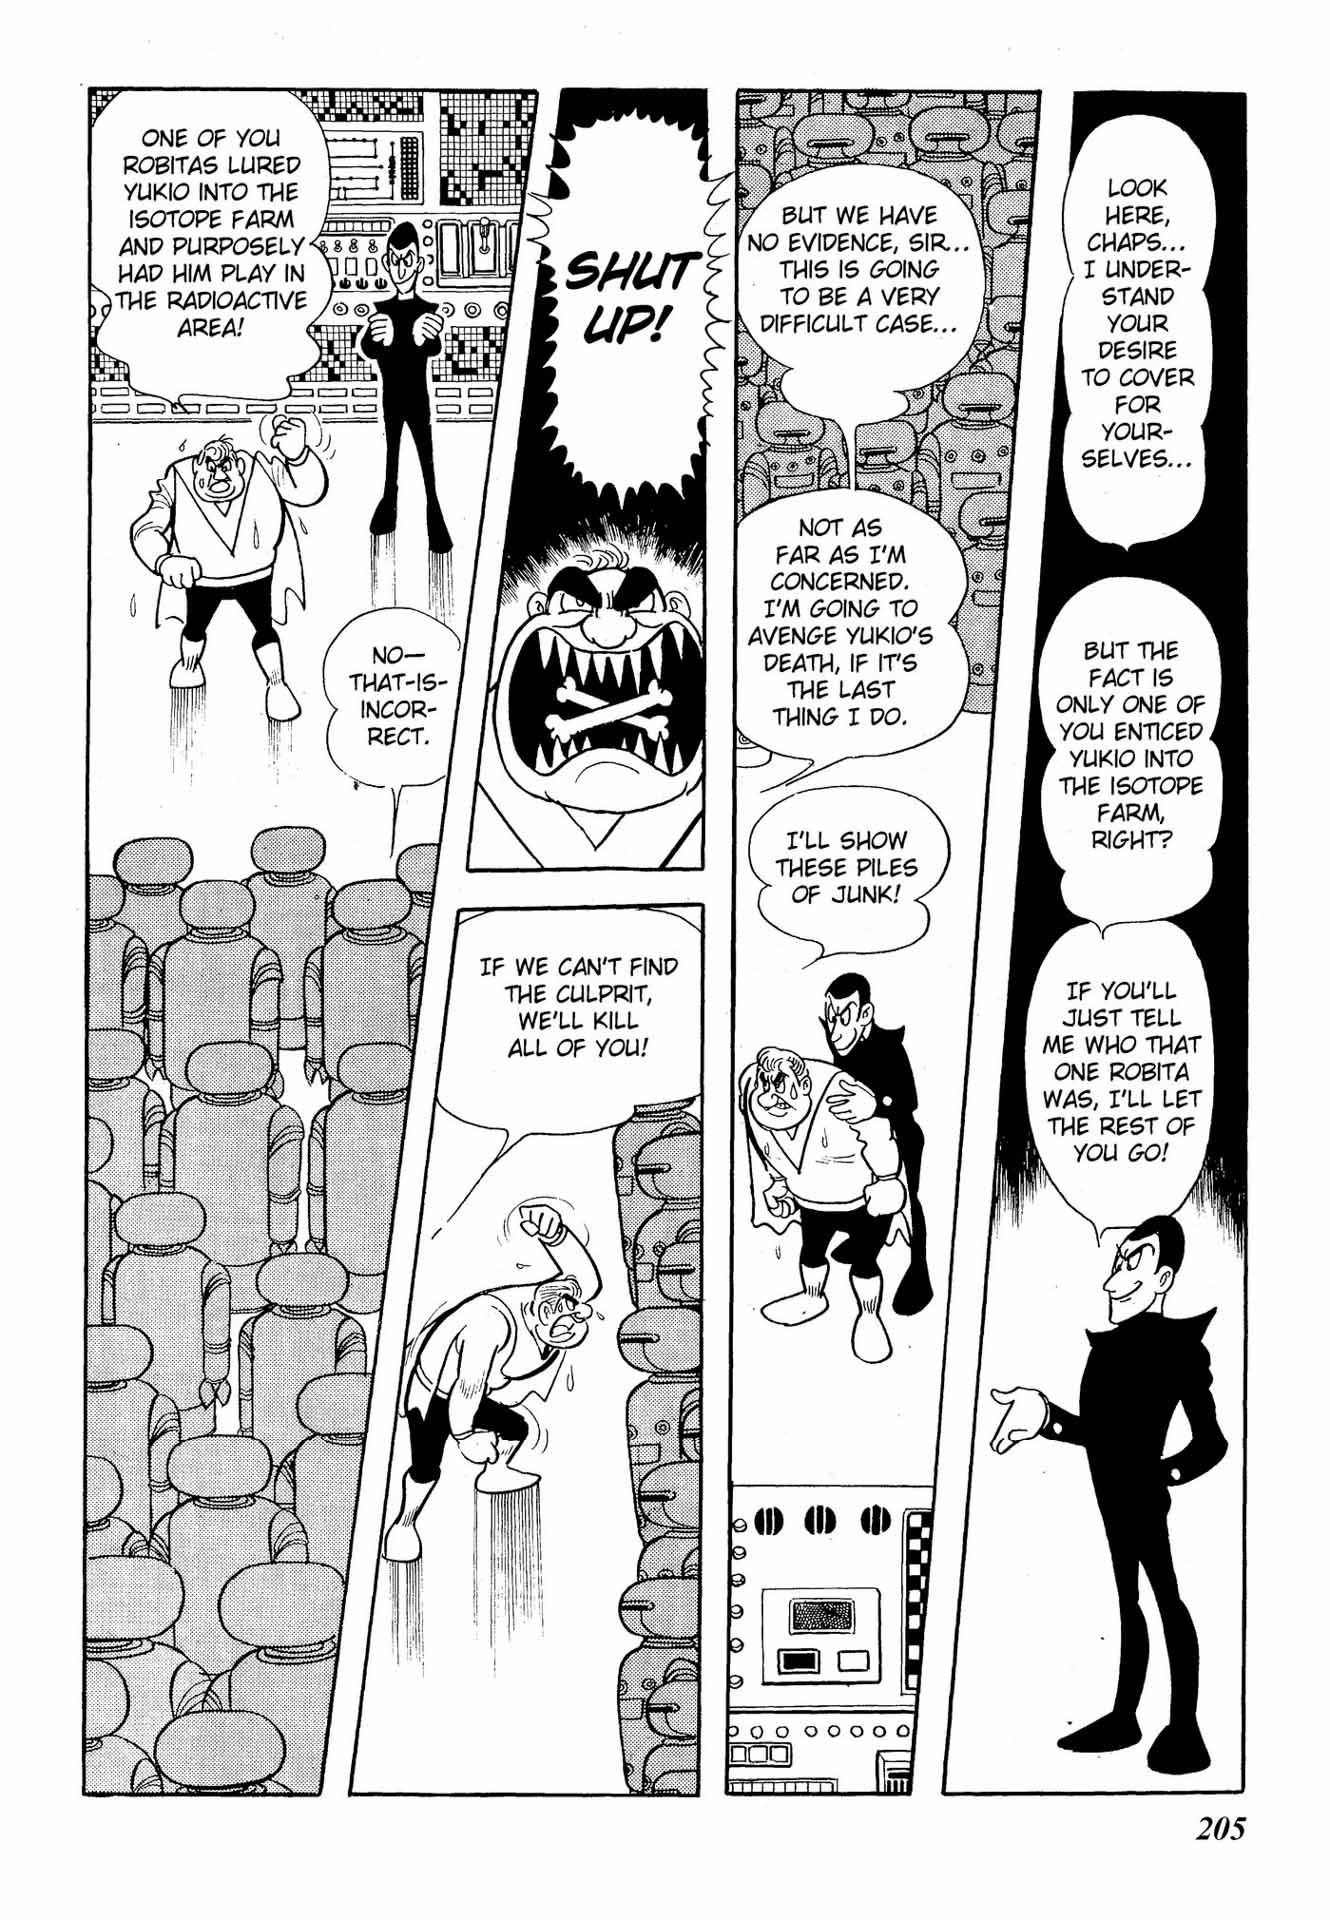 ONE OF YOU
ROBITAS LURED
YUKIO INTO THE
ISOTOPE FARM
AND PURPOSELY
HAD HIM PLAY IN
THE RADIOACTIVE
AREA!
NO—
THAT-IS-
INCOR-
RECT.
SHUT
UP!
IF WE CAN'T FIND
THE CULPRIT,
WE'LL KILL
ALL OF YOU!
BUT WE HAVE
NO EVIDENCE, SIR...
THIS IS GOING
TO BE A VERY
DIFFICULT CASE...
NOT AS
FAR AS I'M
CONCERNED.
I'M GOING TO
AVENGE YUKIO'S
DEATH, IF IT'S
THE LAST
THING I DO.
I'LL SHOW
THESE PILES
OF JUNK!
LOOK
HERE,
CHAPS...
I UNDER-
STAND
YOUR
DESIRE
TO COVER
FOR
YOUR-
SELVES...
BUT THE
FACT IS
ONLY ONE OF
YOU ENTICED
YUKIO INTO
THE ISOTOPE
FARM,
RIGHT?
IF YOU'LL
JUST TELL
ME WHO THAT
ONE ROBITA
WAS, I'LL LET
THE REST OF
YOU GO!
205